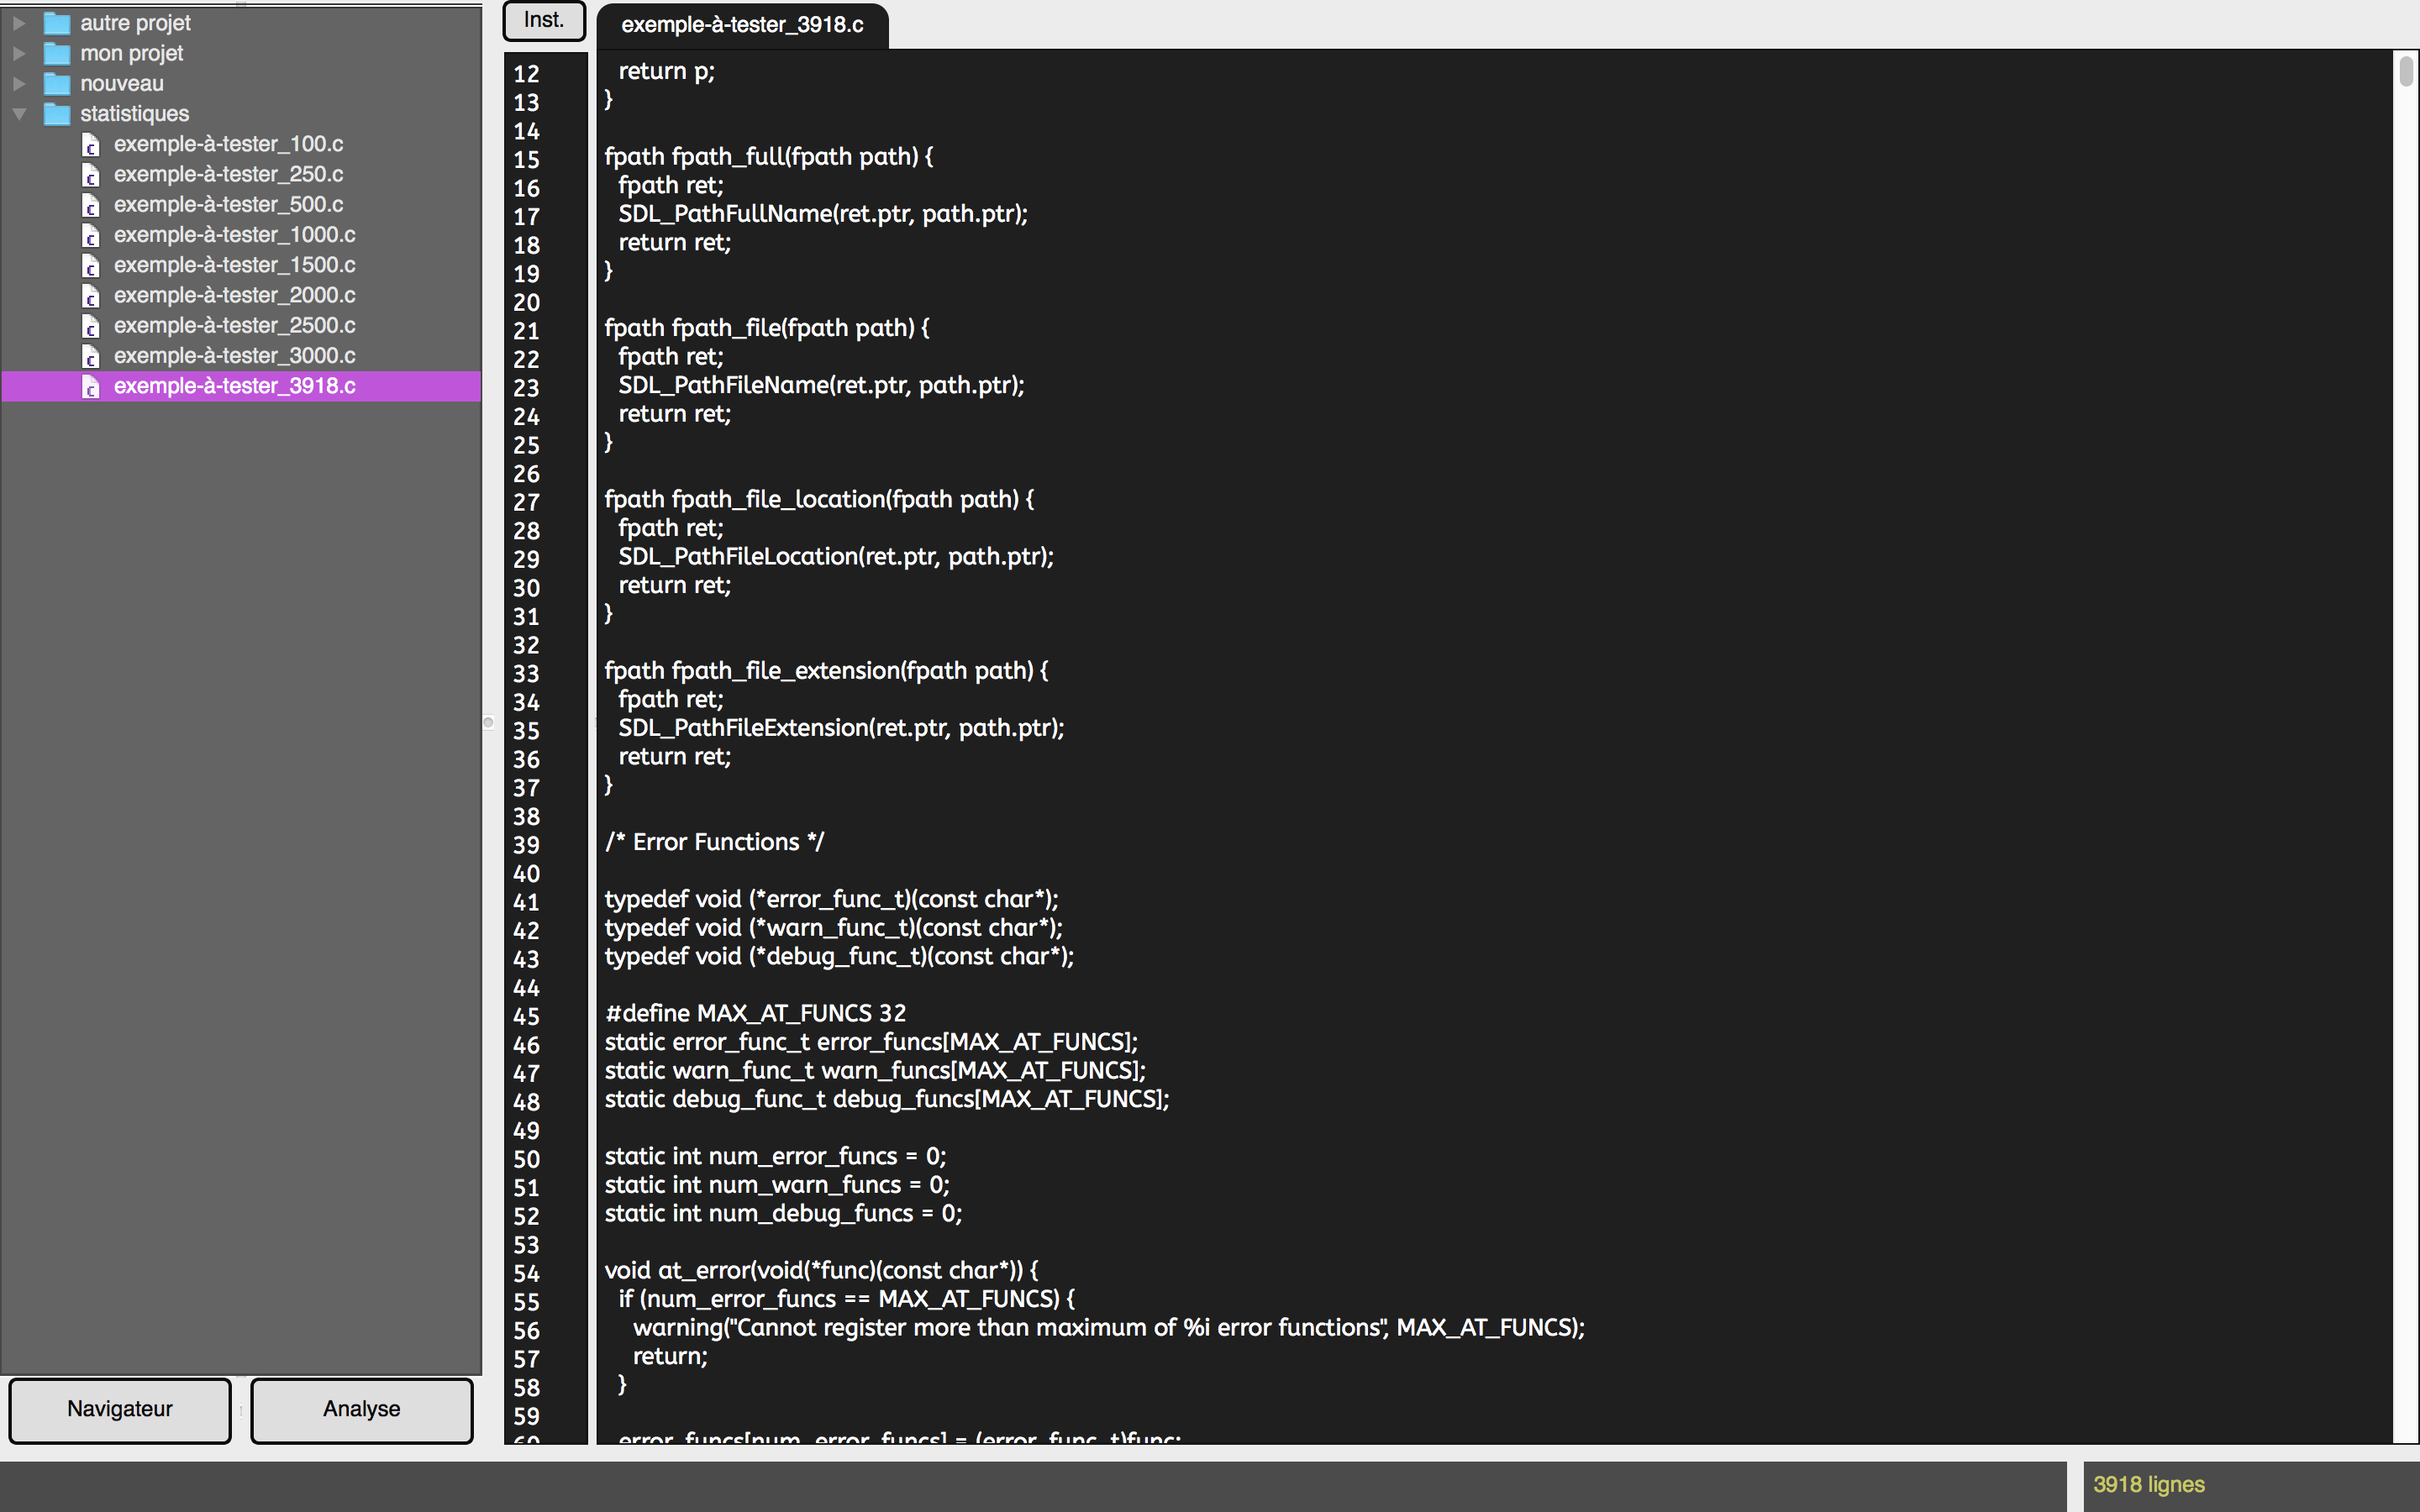 autre projet
mon projet
nouveau
statistiques
exemple-à-tester_100.c
exemple-à-tester_250.c
exemple-à-tester_500.c
exemple-à-tester_1000.c
exemple-à-tester_1500.c
exemple-à-tester_2000.c
exemple-à-tester_2500.c
exemple-à-tester_3000.c
exemple-à-tester_3918.c
Navigateur
Analyse
Inst.
exemple-à-tester_3918.c
12 return p;
13 }
14
15 fpath fpath_full(fpath path) {
16 fpath ret;
17 SDL_PathFullName(ret.ptr, path.ptr);
18 return ret;
19 }
20
21 fpath fpath_file(fpath path) {
22 fpath ret;
23 SDL_PathFileName(ret.ptr, path.ptr);
24 return ret;
25 }
26
27 fpath fpath_file_location(fpath path) {
28 fpath ret;
29 SDL_PathFileLocation(ret.ptr, path.ptr);
30 return ret;
31 }
32
33 fpath fpath_file_extension(fpath path) {
34 fpath ret;
35 SDL_PathFileExtension(ret.ptr, path.ptr);
36 return ret;
37 }
38
39 /* Error Functions */
40
41 typedef void (*error_func_t)(const char*);
42 typedef void (*warn_func_t)(const char*);
43 typedef void (*debug_func_t)(const char*);
44
45 #define MAX_AT_FUNCS 32
46 static error_func_t error_funcs[MAX_AT_FUNCS];
47 static warn_func_t warn_funcs[MAX_AT_FUNCS];
48 static debug_func_t debug_funcs[MAX_AT_FUNCS];
49
50 static int num_error_funcs = 0;
51 static int num_warn_funcs = 0;
52 static int num_debug_funcs = 0;
53
54 void at_error(void(*func)(const char*)) {
55 if (num_error_funcs == MAX_AT_FUNCS) {
56 warning("Cannot register more than maximum of %i error functions", MAX_AT_FUNCS);
57 return;
58 }
59
60 error_funcs[num_error_funcs] = (error_func_t)func;
3918 lignes